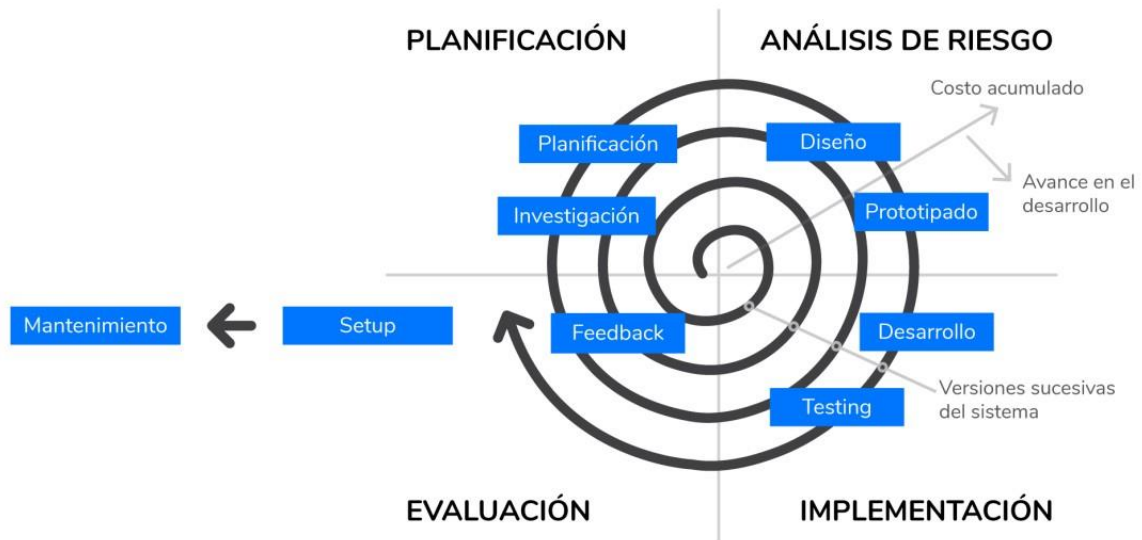 PLANIFICACIÓN
ANÁLISIS DE RIESGO
Costo acumulado
Planificación
Diseño
Avance en el
desarrollo
Investigación
Prototipado
Mantenimiento
Setup
Feedback
Desarrollo
Versiones sucesivas
del sistema
Testing
EVALUACIÓN
IMPLEMENTACIÓN